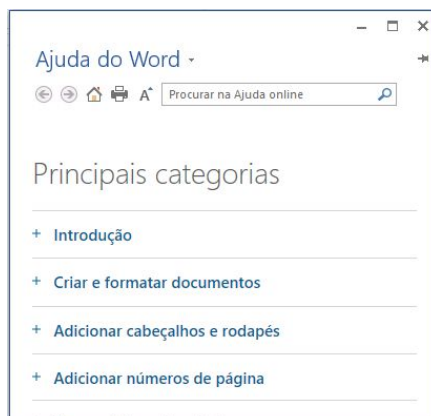 Ajuda do Word
A
Procurar na Ajuda online
Principais categorias
+ Introdução
+ Criar e formatar documentos
+ Adicionar cabeçalhos e rodapés
+ Adicionar números de página